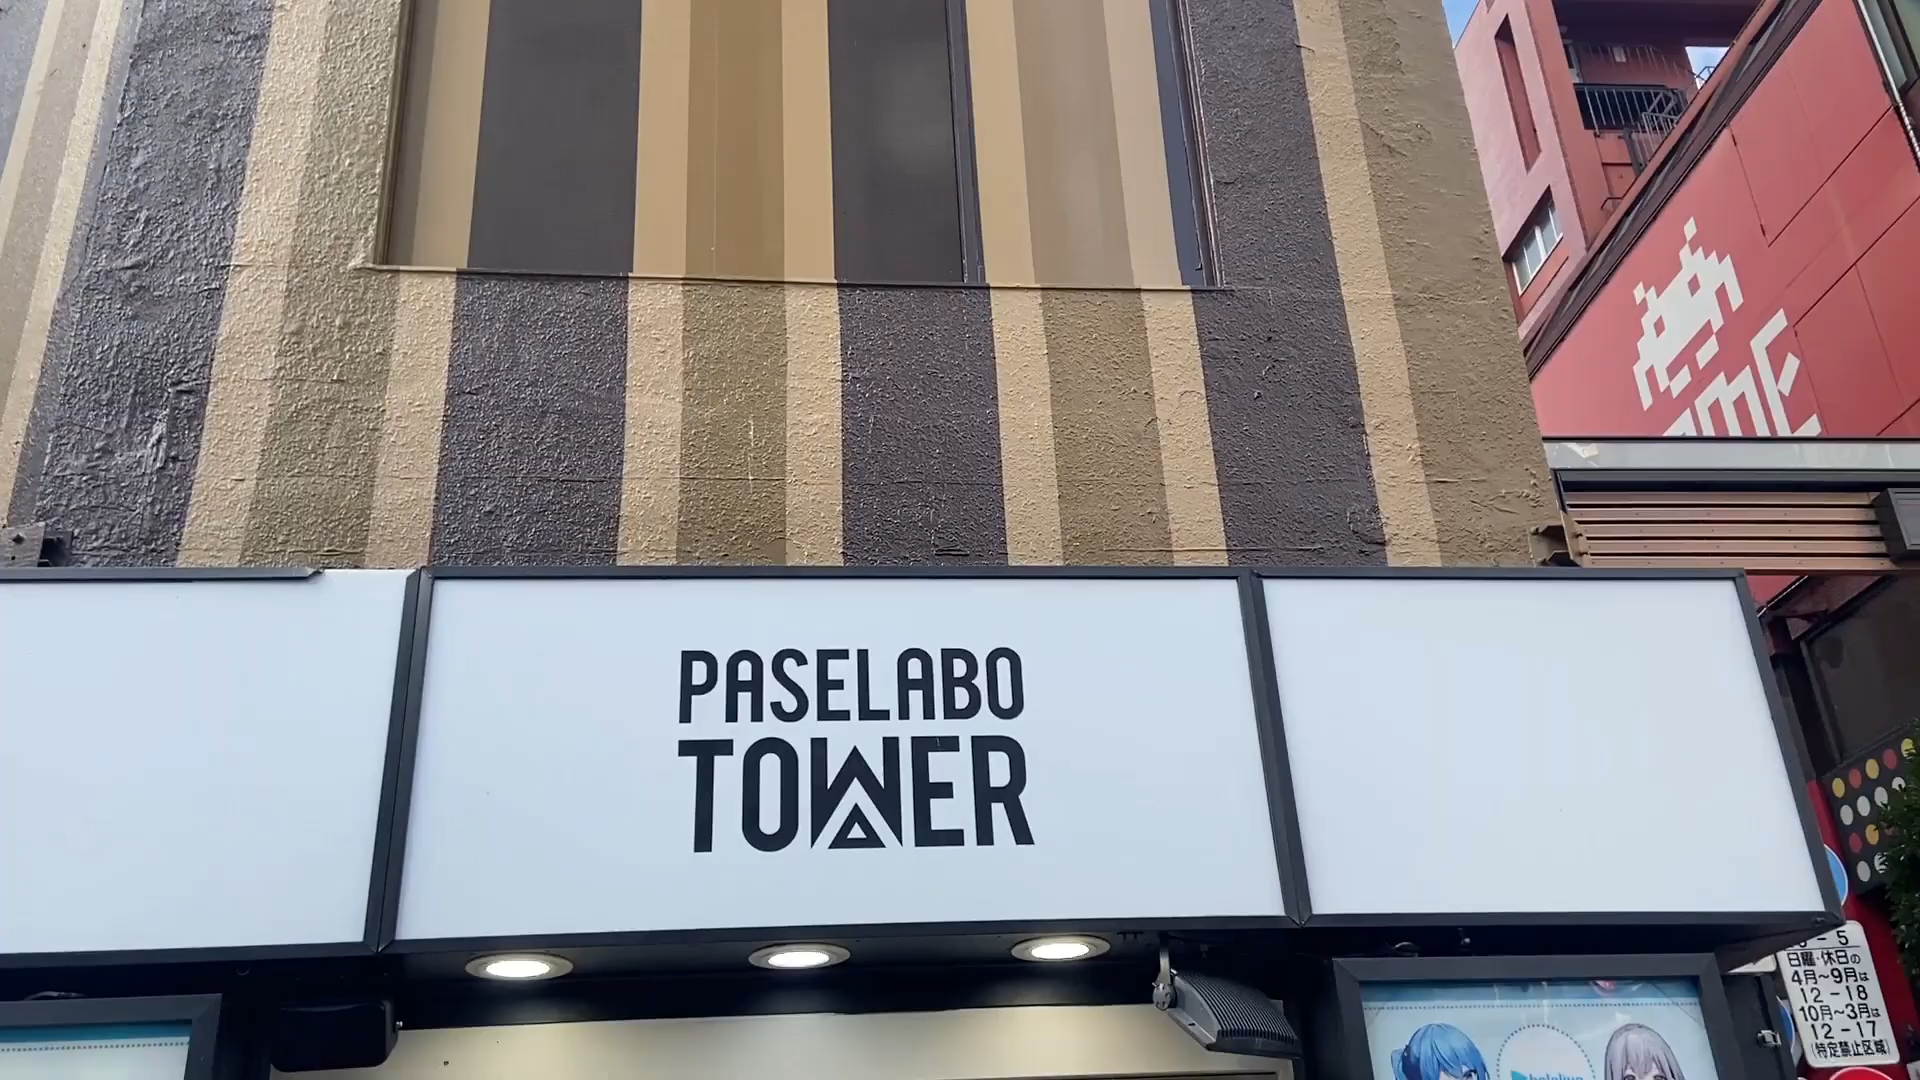 PASELABO
TOWER
日曜・休日の
4月～9月は
12 - 18
10月～3月は
12 - 17
(特定禁止区域)
hololive